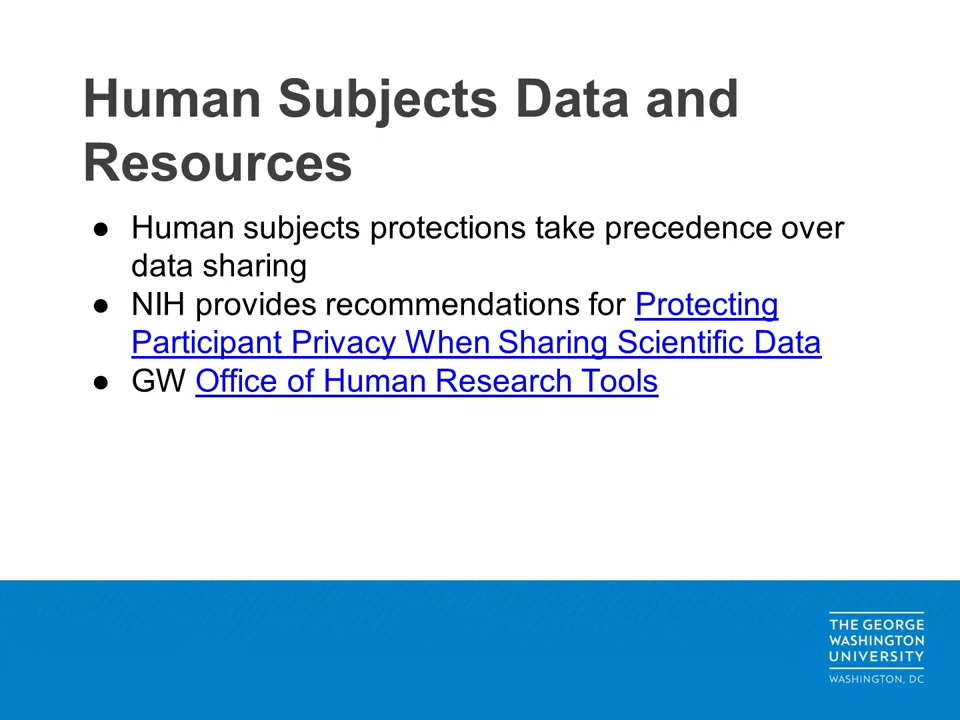 Human Subjects Data and
Resources
● Human subjects protections take precedence over
data sharing
● NIH provides recommendations for Protecting
Participant Privacy When Sharing Scientific Data
● GW Office of Human Research Tools
THE GEORGE
WASHINGTON
UNIVERSITY
WASHINGTON, DC